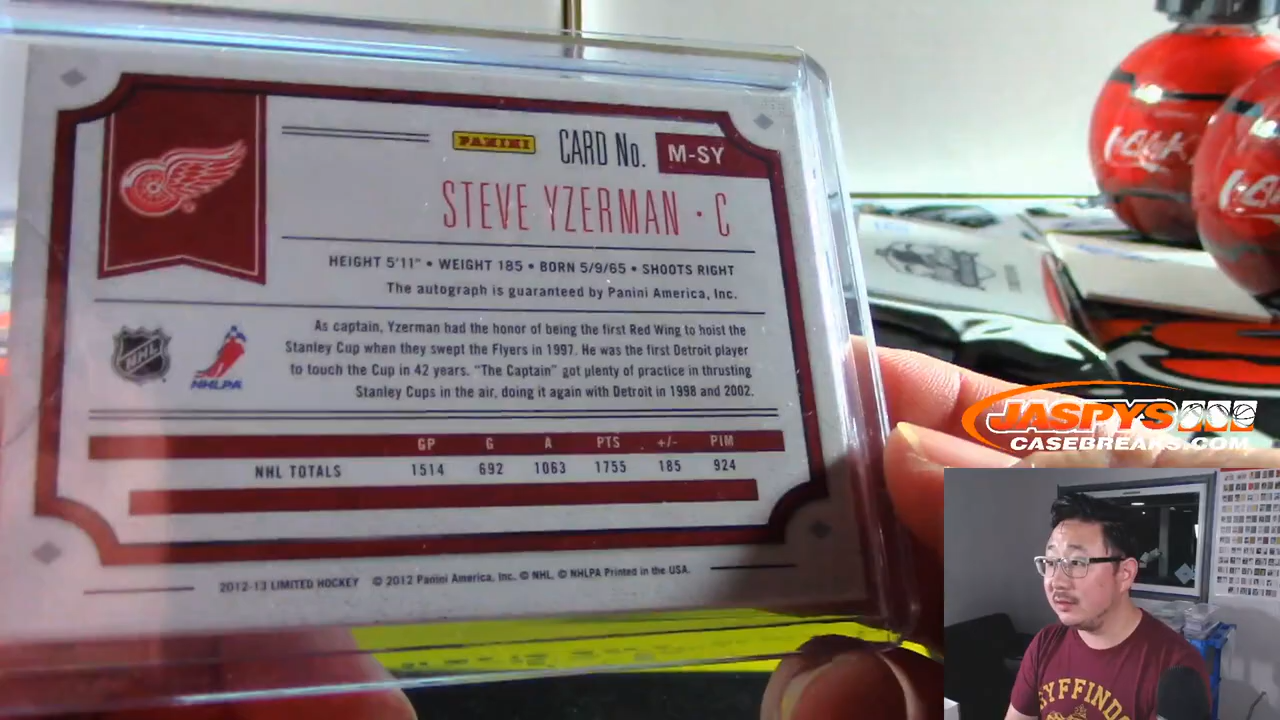 PANINI
CARD No. M-SY
STEVE YZERMAN · C
HEIGHT 5'11" • WEIGHT 185 • BORN 5/9/65 • SHOOTS RIGHT
The autograph is guaranteed by Panini America, Inc.
As captain, Yzerman had the honor of being the first Red Wing to hoist the
Stanley Cup when they swept the Flyers in 1997. He was the first Detroit player
to touch the Cup in 42 years. "The Captain" got plenty of practice in thrusting
Stanley Cups in the air, doing it again with Detroit in 1998 and 2002.
NHL
NHLPA
GP G A PTS +/- PIM
NHL TOTALS 1514 692 1063 1755 185 924
2012-13 LIMITED HOCKEY © 2012 Panini America, Inc. © NHL. © NHLPA Printed in the USA.
JASPYS
CASEBREAKS.COM
GRYFFIND